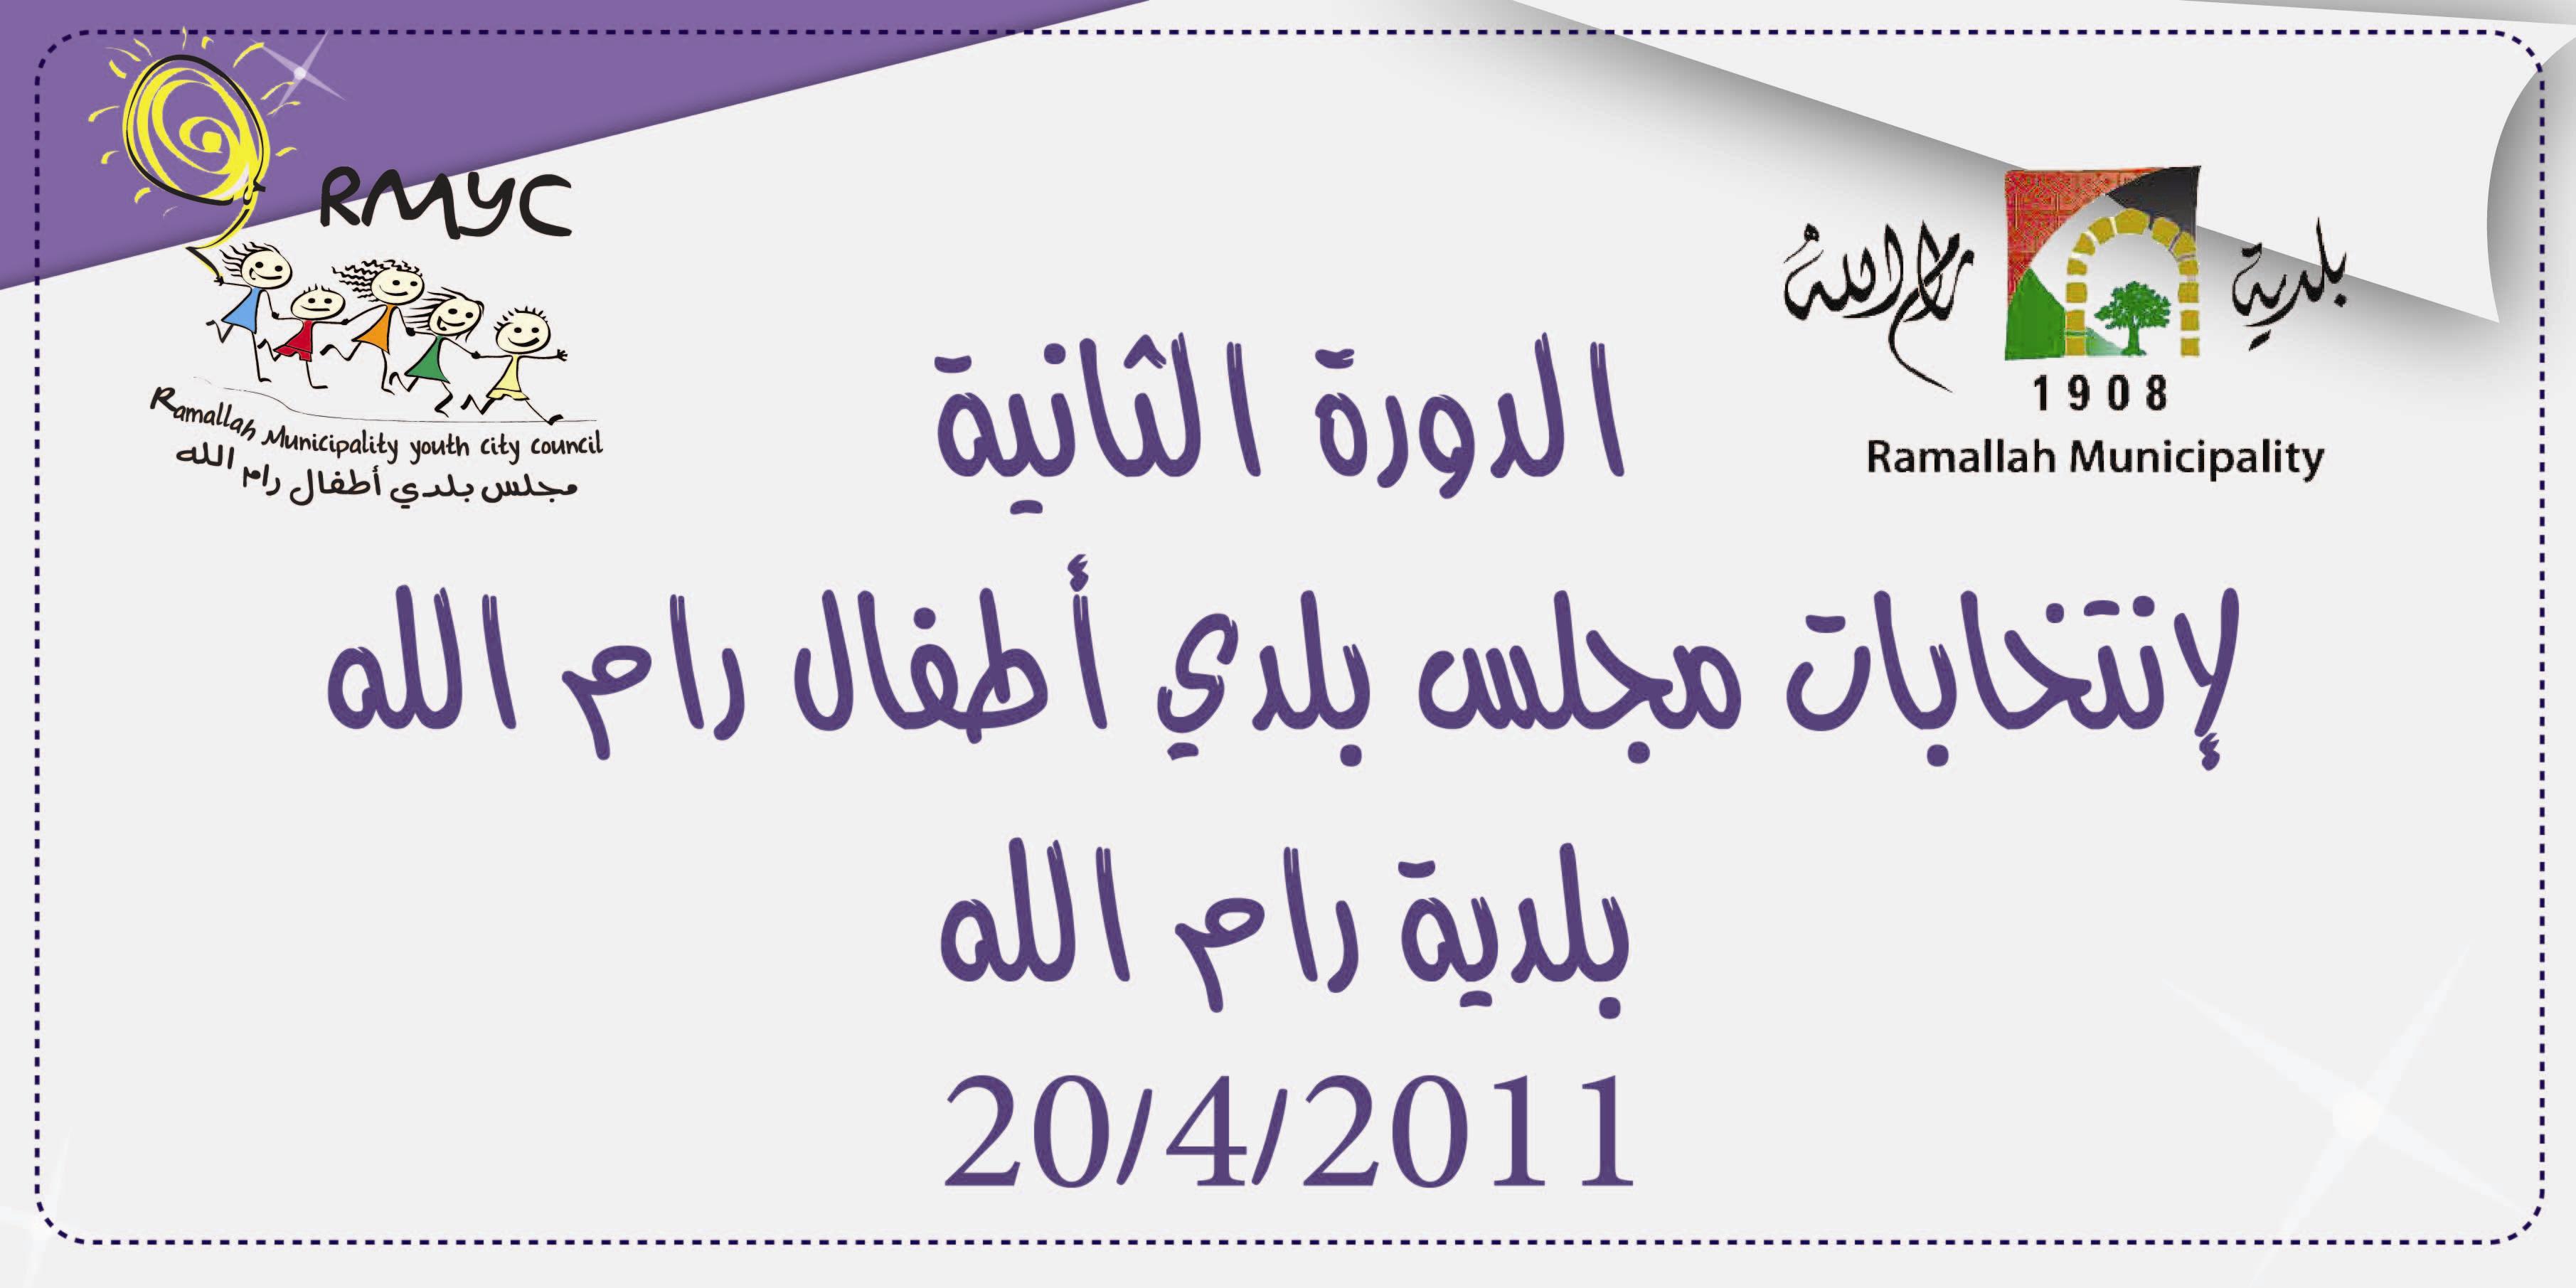 RMYC
Ramallah Municipality youth city council
مجلس بلدي أطفال رام الله
بلدية رام الله
1908
Ramallah Municipality
الدورة الثانية
لإنتخابات مجلس بلدي أطفال رام الله
بلدية رام الله
20/4/2011